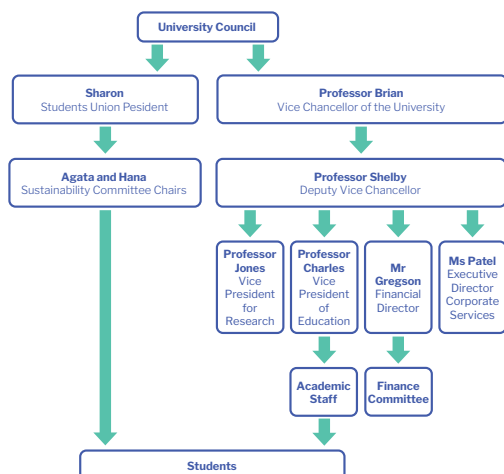 University Council
Sharon
Students Union Pesident
Professor Brian
Vice Chancellor of the University
Agata and Hana
Sustainability Committee Chairs
Professor Shelby
Deputy Vice Chancellor
Professor
Jones
Vice
President
for
Research
Professor
Charles
Vice
President
of
Education
Mr
Gregson
Financial
Director
Ms Patel
Executive
Director
Corporate
Services
Academic
Staff
Finance
Committee
Students